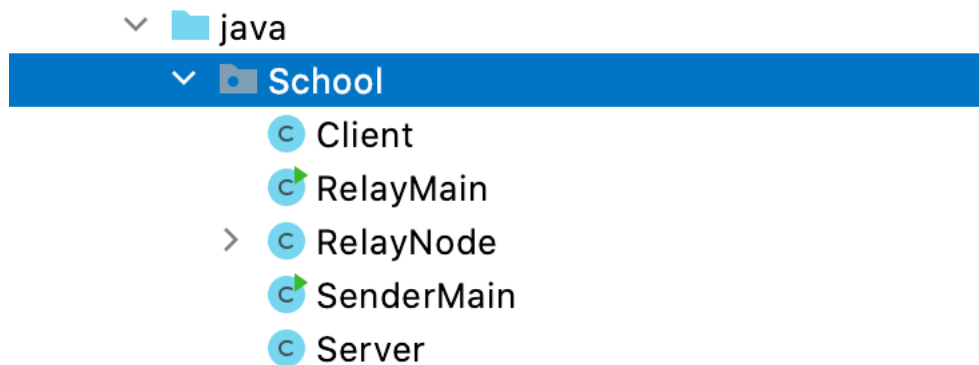 java
School
C Client
C RelayMain
C RelayNode
C SenderMain
C Server